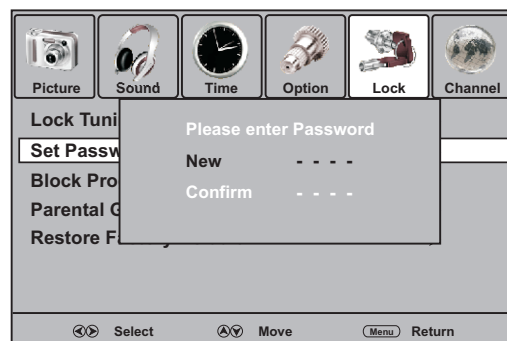 Picture Sound Time Option Lock Channel
Lock Tuni
Please enter Password
Set Passw
New - - - -
Block Pro
Confirm - - - -
Parental G
Restore F
Select Move Menu Return